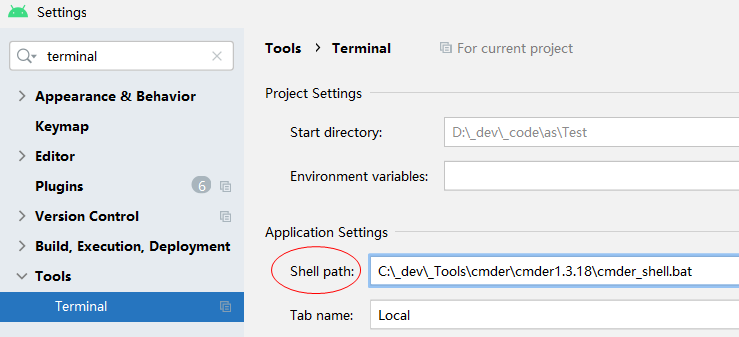 Settings
terminal
Appearance & Behavior
Keymap
Editor
Plugins 6
Version Control
Build, Execution, Deployment
Tools
Terminal
Tools > Terminal For current project
Project Settings
Start directory: D:\_dev\_code\as\Test
Environment variables:
Application Settings
Shell path: C:\_dev\_Tools\cmder\cmder1.3.18\cmder_shell.bat
Tab name: Local